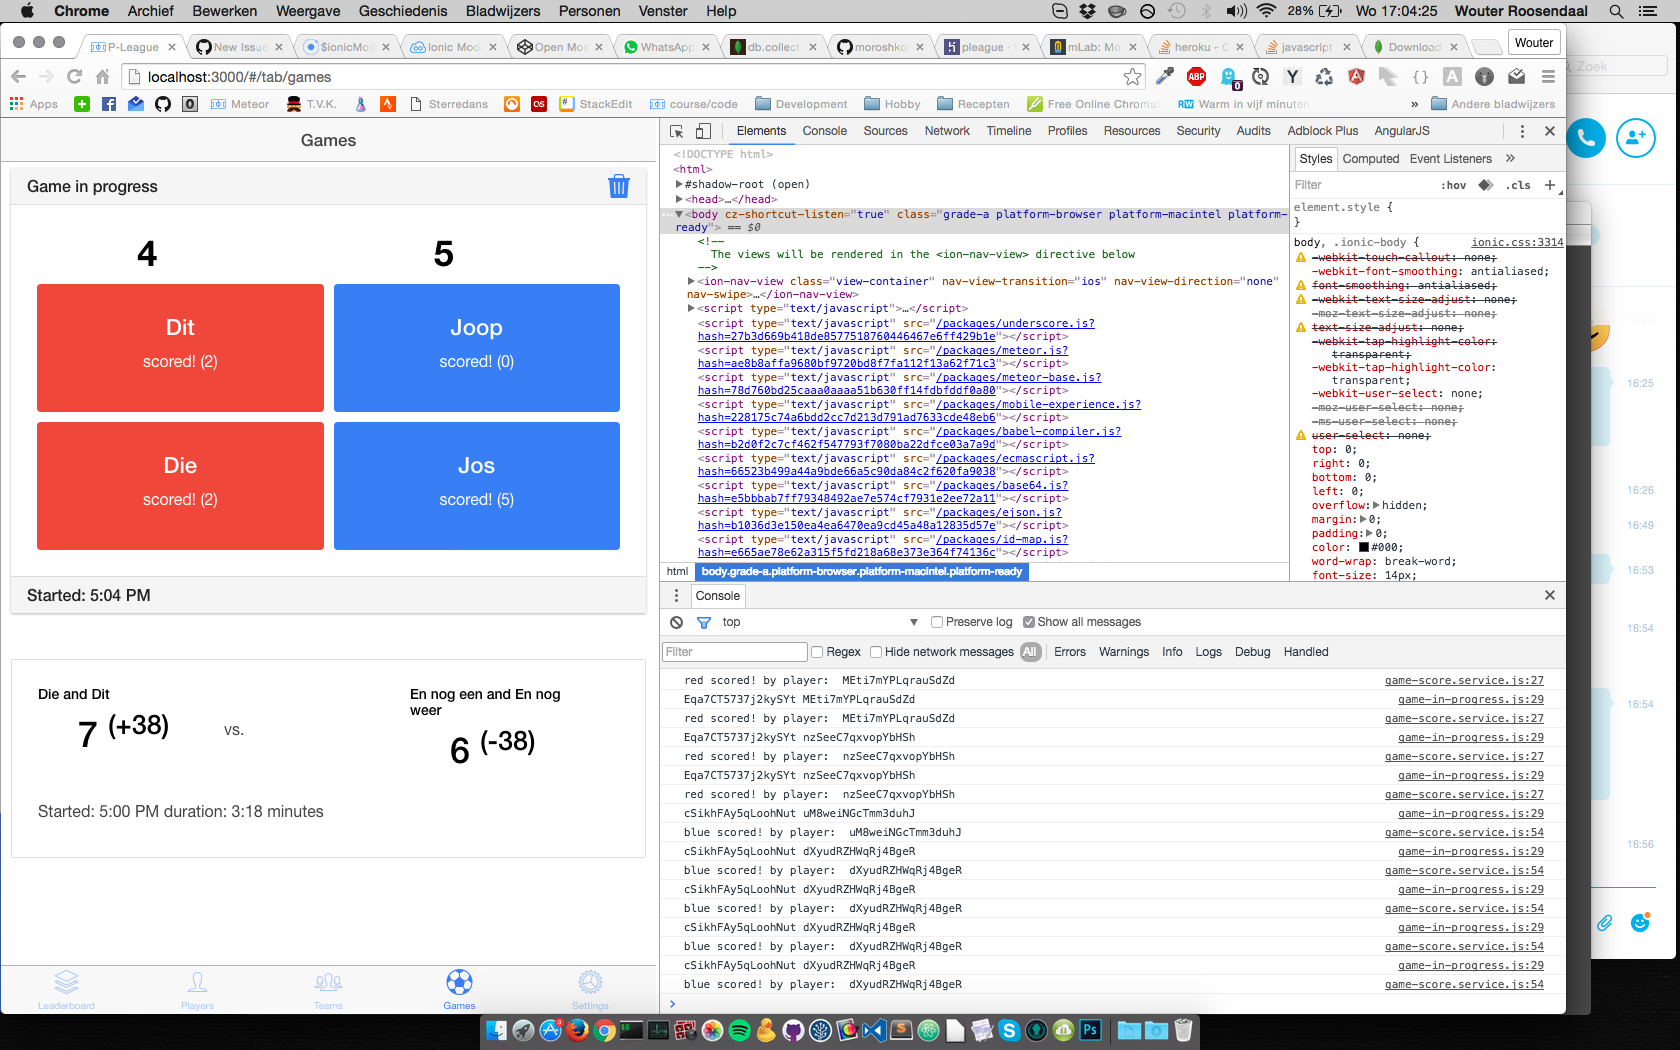 Chrome Archief Bewerken Weergave Geschiedenis Bladwijzers Personen Venster Help 28% Wo 17:04:25 Wouter Roosendaal
P-League New Issue $ionicMod Ionic Mod Open Mod WhatsApp db.collect moroshko pleague - mLab: Mo heroku - C javascript Download Wouter
localhost:3000/#/tab/games
ABP 0 Y A
Zoek
Apps Meteor T.V.K. Sterredans StackEdit course/code Development Hobby Recepten Free Online Chromat Warm in vijf minuten » Andere bladwijzers
Games
Game in progress
4 5
Dit
scored! (2)
Joop
scored! (0)
Die
scored! (2)
Jos
scored! (5)
Started: 5:04 PM
Die and Dit
7 (+38)
vs.
En nog een and En nog
weer
6 (-38)
Started: 5:00 PM duration: 3:18 minutes
Leaderboard Players Teams Games Settings
Elements Console Sources Network Timeline Profiles Resources Security Audits Adblock Plus AngularJS
<!DOCTYPE html>
<html>
▶#shadow-root (open)
▶<head>…</head>
…▼<body cz-shortcut-listen="true" class="grade-a platform-browser platform-macintel platform-
ready"> == $0
<!--
The views will be rendered in the <ion-nav-view> directive below
-->
▶<ion-nav-view class="view-container" nav-view-transition="ios" nav-view-direction="none"
nav-swipe>…</ion-nav-view>
▶<script type="text/javascript">…</script>
<script type="text/javascript" src="/packages/underscore.js?
hash=27b3d669b418de8577518760446467e6ff429b1e"></script>
<script type="text/javascript" src="/packages/meteor.js?
hash=ae8b8affa9680bf9720bd8f7fa112f13a62f71c3"></script>
<script type="text/javascript" src="/packages/meteor-base.js?
hash=78d760bd25caaa0aaaa51b630ff14fdbfddf0a80"></script>
<script type="text/javascript" src="/packages/mobile-experience.js?
hash=228175c74a6bdd2cc7d213d791ad7633cde48eb6"></script>
<script type="text/javascript" src="/packages/babel-compiler.js?
hash=b2d0f2c7cf462f547793f7080ba22dfce03a7a9d"></script>
<script type="text/javascript" src="/packages/ecmascript.js?
hash=66523b499a44a9bde66a5c90da84c2f620fa9038"></script>
<script type="text/javascript" src="/packages/base64.js?
hash=e5bbbab7ff79348492ae7e574cf7931e2ee72a11"></script>
<script type="text/javascript" src="/packages/ejson.js?
hash=b1036d3e150ea4ea6470ea9cd45a48a12835d57e"></script>
<script type="text/javascript" src="/packages/id-map.js?
hash=e665ae78e62a315f5fd218a68e373e364f74136c"></script>
html body.grade-a.platform-browser.platform-macintel.platform-ready
Styles Computed Event Listeners »
Filter :hov .cls +
element.style {
}
body, .ionic-body { ionic.css:3314
-webkit-touch-callout: none;
-webkit-font-smoothing: antialiased;
font-smoothing: antialiased;
-webkit-text-size-adjust: none;
-moz-text-size-adjust: none;
text-size-adjust: none;
-webkit-tap-highlight-color:
transparent;
-webkit-tap-highlight-color:
transparent;
-webkit-user-select: none;
-moz-user-select: none;
-ms-user-select: none;
user-select: none;
top: 0;
right: 0;
bottom: 0;
left: 0;
overflow:▶hidden;
margin:▶0;
padding:▶0;
color: #000;
word-wrap: break-word;
font-size: 14px;
Console
top ▼ Preserve log Show all messages
Filter Regex Hide network messages All Errors Warnings Info Logs Debug Handled
red scored! by player: MEti7mYPLqrauSdZd game-score.service.js:27
Eqa7CT5737j2kySYt MEti7mYPLqrauSdZd game-in-progress.js:29
red scored! by player: MEti7mYPLqrauSdZd game-score.service.js:27
Eqa7CT5737j2kySYt nzSeeC7qxvopYbHSh game-in-progress.js:29
red scored! by player: nzSeeC7qxvopYbHSh game-score.service.js:27
Eqa7CT5737j2kySYt nzSeeC7qxvopYbHSh game-in-progress.js:29
red scored! by player: nzSeeC7qxvopYbHSh game-score.service.js:27
cSikhFAy5qLoohNut uM8weiNGcTmm3duhJ game-in-progress.js:29
blue scored! by player: uM8weiNGcTmm3duhJ game-score.service.js:54
cSikhFAy5qLoohNut dXyudRZHWqRj4BgeR game-in-progress.js:29
blue scored! by player: dXyudRZHWqRj4BgeR game-score.service.js:54
cSikhFAy5qLoohNut dXyudRZHWqRj4BgeR game-in-progress.js:29
blue scored! by player: dXyudRZHWqRj4BgeR game-score.service.js:54
cSikhFAy5qLoohNut dXyudRZHWqRj4BgeR game-in-progress.js:29
blue scored! by player: dXyudRZHWqRj4BgeR game-score.service.js:54
cSikhFAy5qLoohNut dXyudRZHWqRj4BgeR game-in-progress.js:29
blue scored! by player: dXyudRZHWqRj4BgeR game-score.service.js:54
16:25
16:26
16:49
16:53
16:54
16:54
16:56